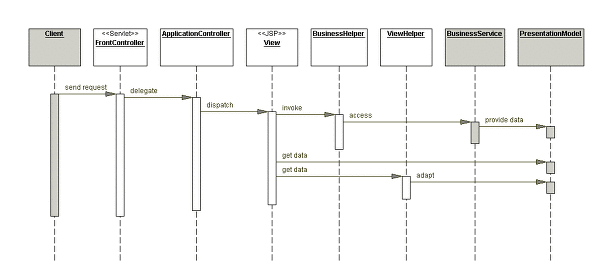 Client
<<Servlet>>
FrontController
ApplicationController
<<JSP>>
View
BusinessHelper
ViewHelper
BusinessService
PresentationModel
send request
delegate
dispatch
invoke
access
provide data
get data
get data
adapt